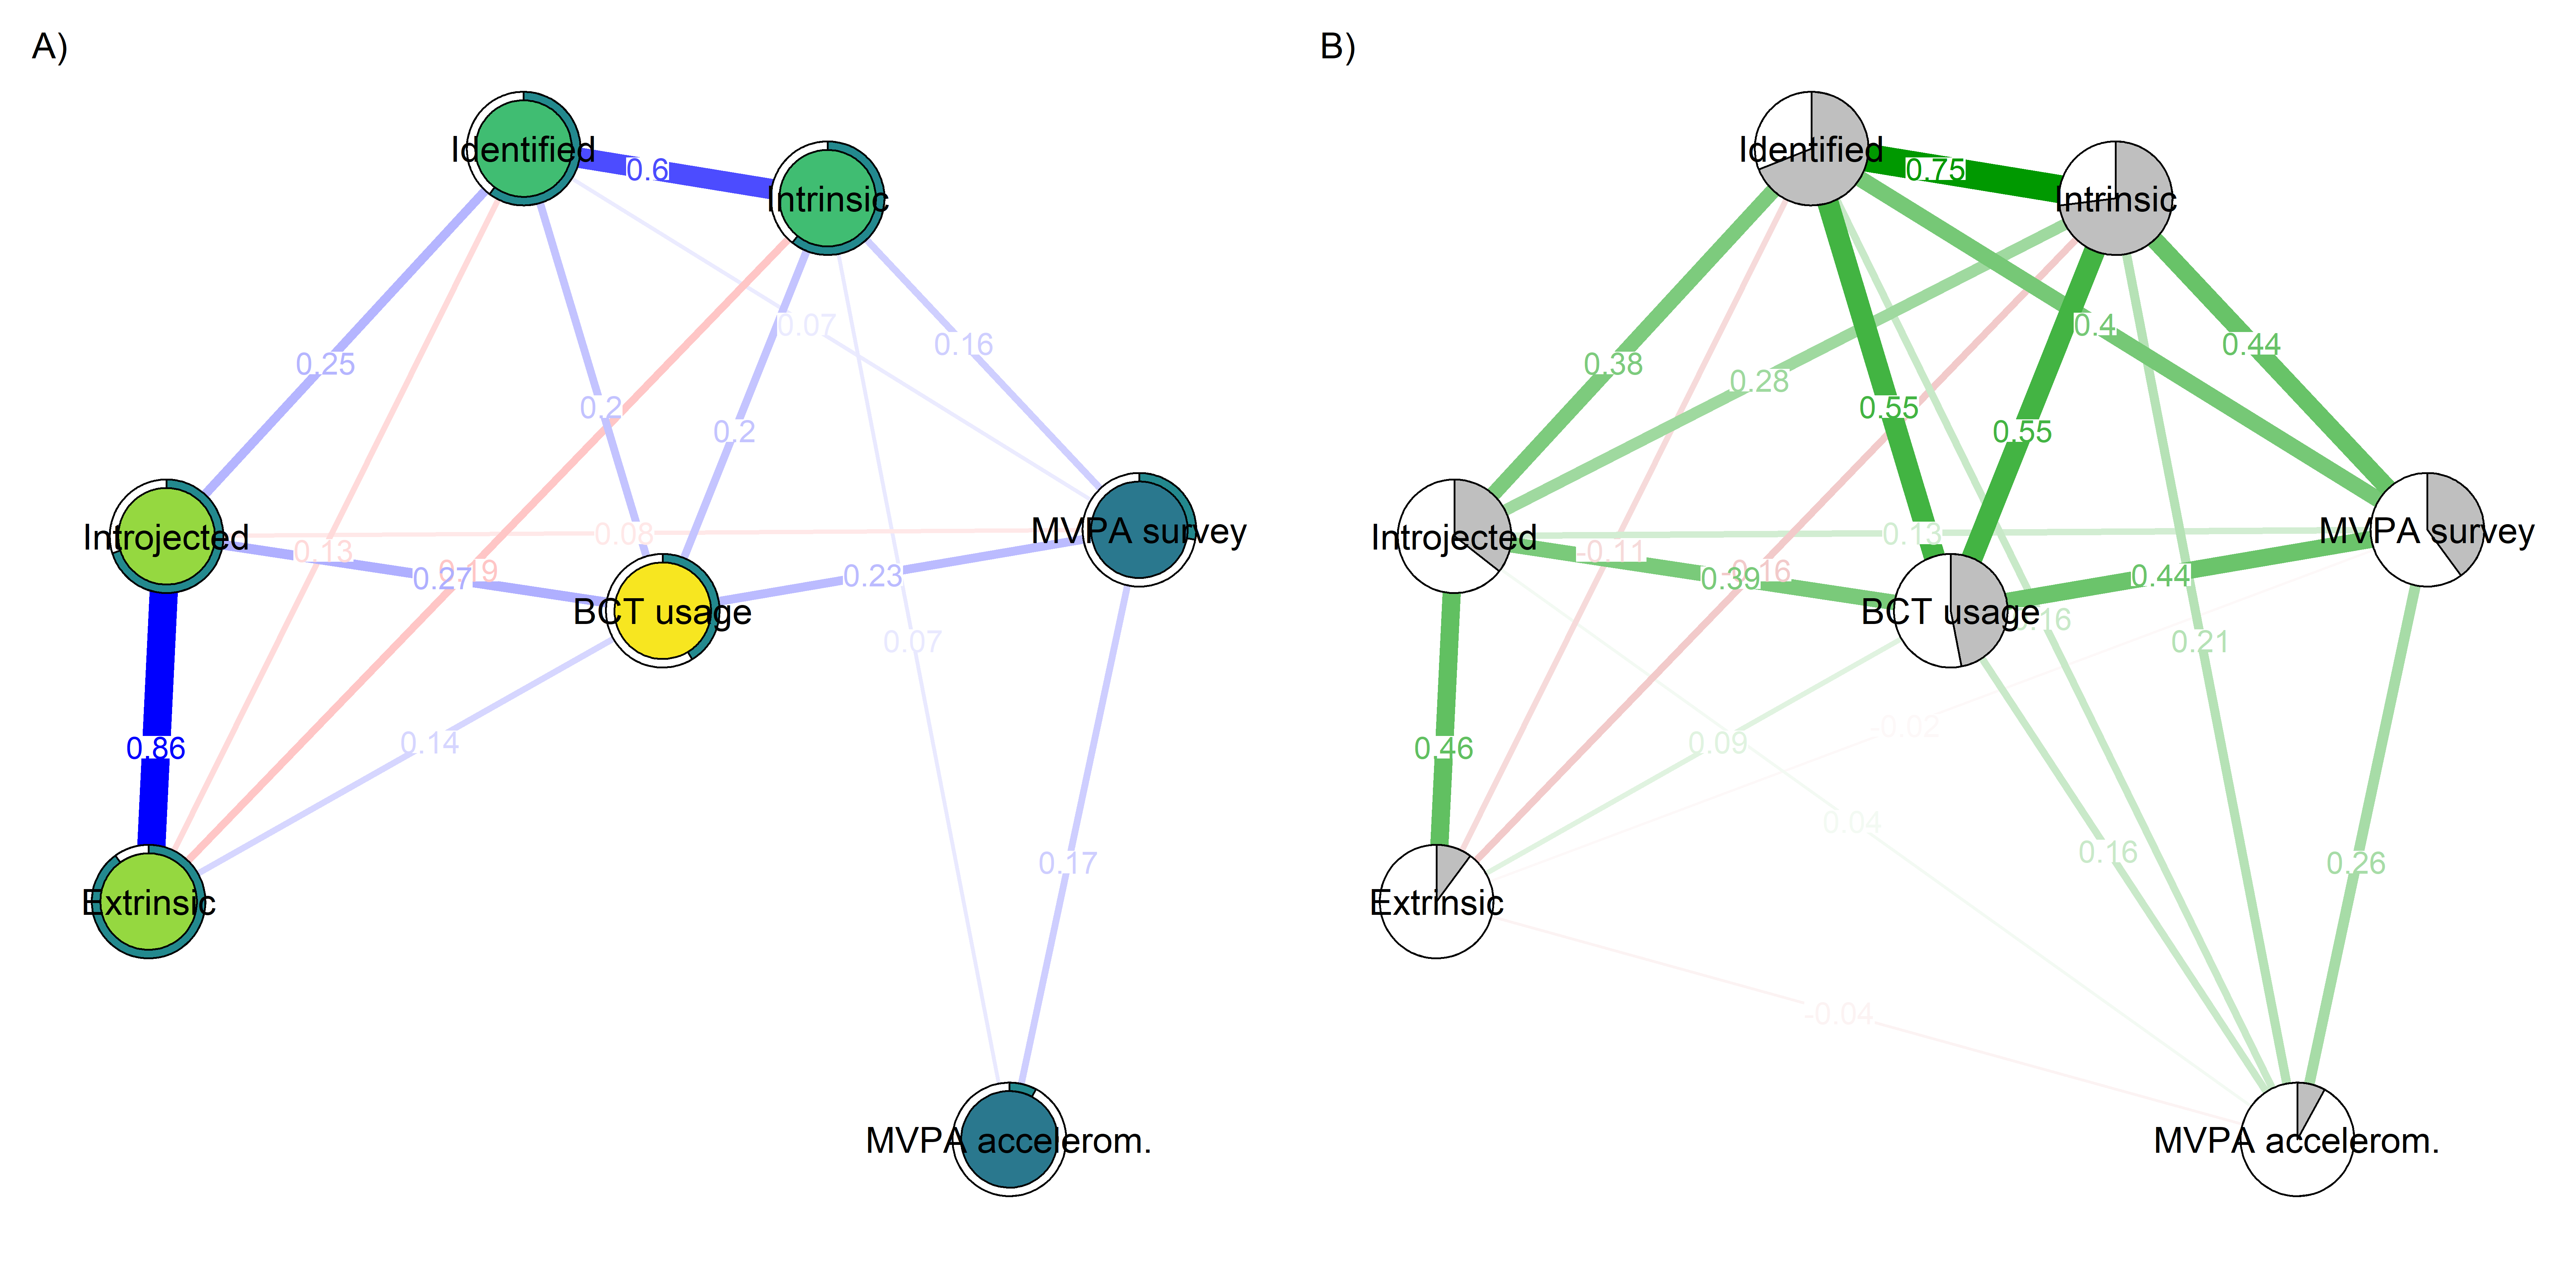 A)
Identified
0.6
Intrinsic
0.07
0.16
0.25
0.2
0.2
Introjected
0.08
MVPA survey
0.13
0.27
0.19
0.23
BCT usage
0.07
0.14
0.86
0.17
Extrinsic
MVPA accelerom.
B)
Identified
0.75
Intrinsic
0.4
0.44
0.38
0.28
0.55
0.55
Introjected
0.13
MVPA survey
-0.11
0.39
-0.16
0.44
BCT usage
0.16
0.21
-0.02
0.09
0.46
0.04
0.16
0.26
Extrinsic
-0.04
MVPA accelerom.